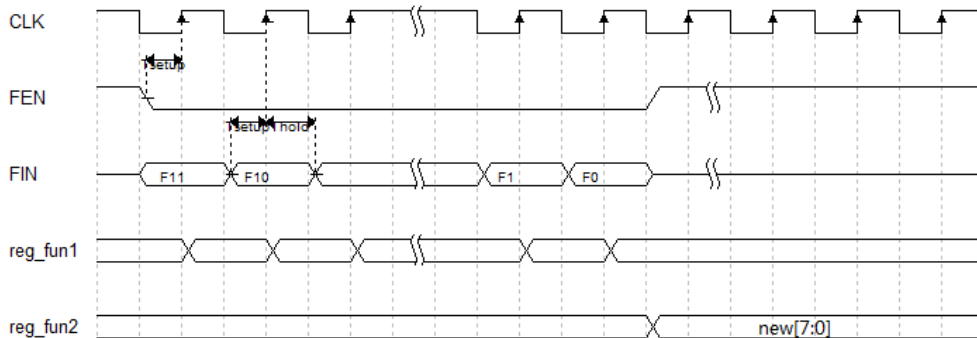 CLK
Tsetup
FEN
Tsetup Thold
FIN F11 F10 F1 F0
reg_fun1
reg_fun2 new[7:0]